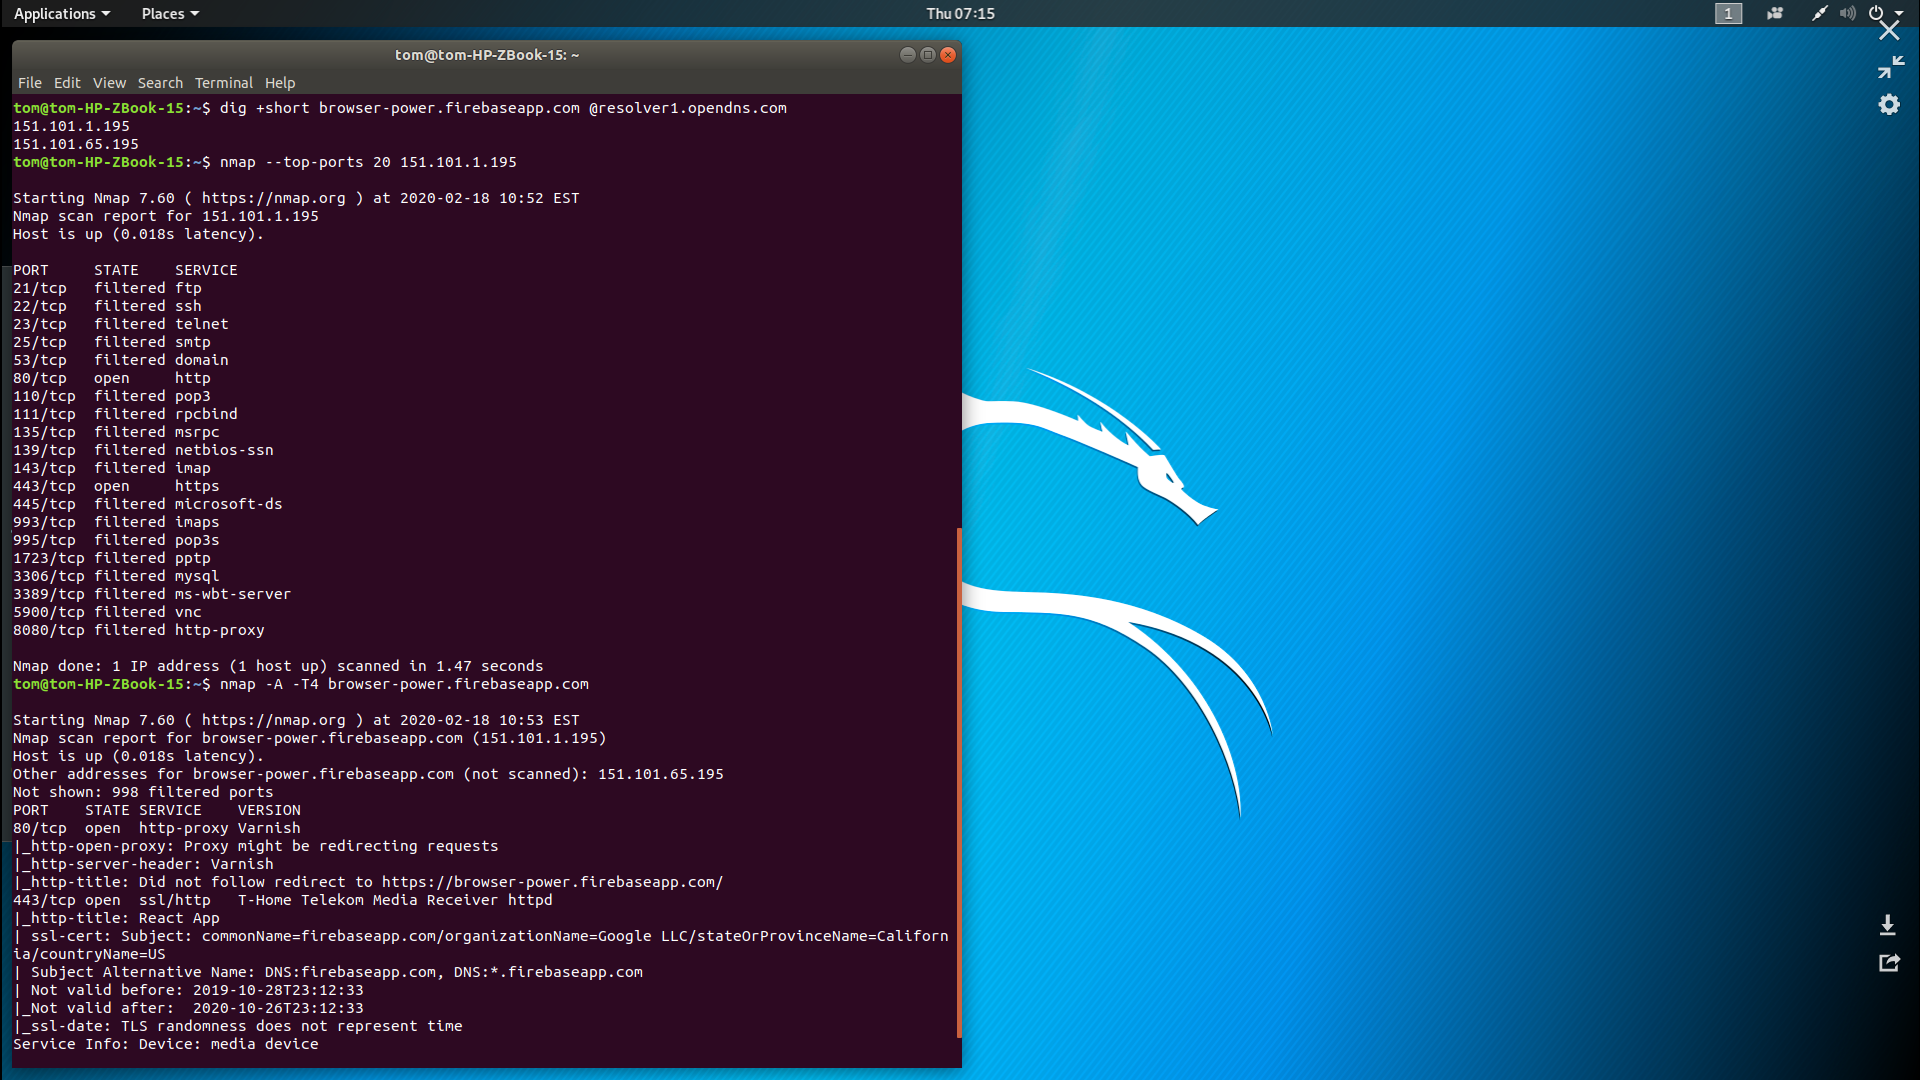 Applications Places Thu 07:15 1
tom@tom-HP-ZBook-15: ~
File Edit View Search Terminal Help
tom@tom-HP-ZBook-15:~$ dig +short browser-power.firebaseapp.com @resolver1.opendns.com
151.101.1.195
151.101.65.195
tom@tom-HP-ZBook-15:~$ nmap --top-ports 20 151.101.1.195
Starting Nmap 7.60 ( https://nmap.org ) at 2020-02-18 10:52 EST
Nmap scan report for 151.101.1.195
Host is up (0.018s latency).
PORT     STATE    SERVICE
21/tcp   filtered ftp
22/tcp   filtered ssh
23/tcp   filtered telnet
25/tcp   filtered smtp
53/tcp   filtered domain
80/tcp   open     http
110/tcp  filtered pop3
111/tcp  filtered rpcbind
135/tcp  filtered msrpc
139/tcp  filtered netbios-ssn
143/tcp  filtered imap
443/tcp  open     https
445/tcp  filtered microsoft-ds
993/tcp  filtered imaps
995/tcp  filtered pop3s
1723/tcp filtered pptp
3306/tcp filtered mysql
3389/tcp filtered ms-wbt-server
5900/tcp filtered vnc
8080/tcp filtered http-proxy
Nmap done: 1 IP address (1 host up) scanned in 1.47 seconds
tom@tom-HP-ZBook-15:~$ nmap -A -T4 browser-power.firebaseapp.com
Starting Nmap 7.60 ( https://nmap.org ) at 2020-02-18 10:53 EST
Nmap scan report for browser-power.firebaseapp.com (151.101.1.195)
Host is up (0.018s latency).
Other addresses for browser-power.firebaseapp.com (not scanned): 151.101.65.195
Not shown: 998 filtered ports
PORT    STATE SERVICE    VERSION
80/tcp  open  http-proxy Varnish
|_http-open-proxy: Proxy might be redirecting requests
|_http-server-header: Varnish
|_http-title: Did not follow redirect to https://browser-power.firebaseapp.com/
443/tcp open  ssl/http   T-Home Telekom Media Receiver httpd
|_http-title: React App
| ssl-cert: Subject: commonName=firebaseapp.com/organizationName=Google LLC/stateOrProvinceName=Californ
ia/countryName=US
| Subject Alternative Name: DNS:firebaseapp.com, DNS:*.firebaseapp.com
| Not valid before: 2019-10-28T23:12:33
|_Not valid after:  2020-10-26T23:12:33
|_ssl-date: TLS randomness does not represent time
Service Info: Device: media device